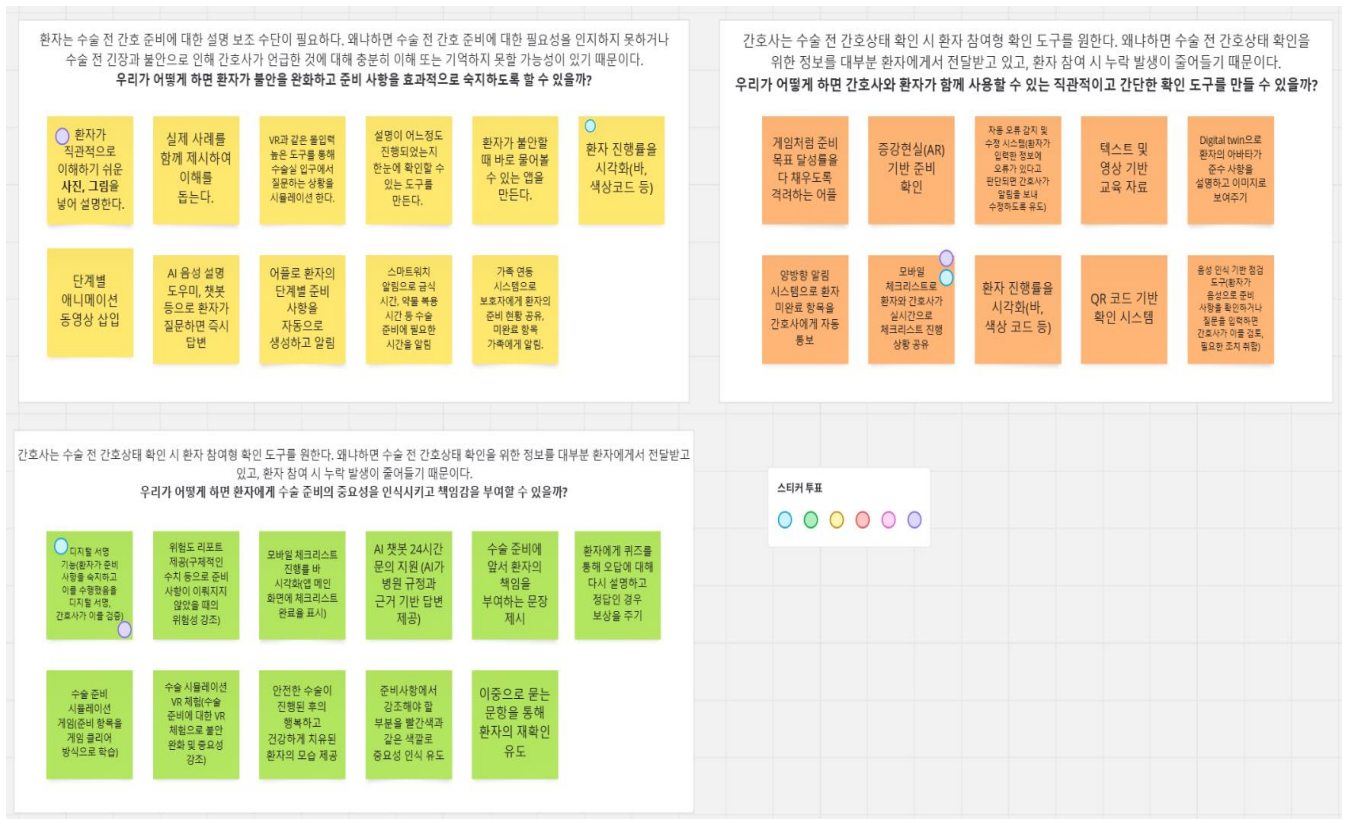 환자는 수술 전 간호 준비에 대한 설명 보조 수단이 필요하다. 왜냐하면 수술 전 간호 준비에 대한 필요성을 인지하지 못하거나
수술 전 긴장과 불안으로 인해 간호사가 언급한 것에 대해 충분히 이해 또는 기억하지 못할 가능성이 있기 때문이다.
우리가 어떻게 하면 환자가 불안을 완화하고 준비 사항을 효과적으로 숙지하도록 할 수 있을까?
환자가
직관적으로
이해하기 쉬운
사진, 그림을
넣어 설명한다.
실제 사례를
함께 제시하여
이해를
돕는다.
VR과 같은 몰입력
높은 도구를 통해
수술실 입구에서
질문하는 상황을
시뮬레이션 한다.
설명이 어느정도
진행되었는지
한눈에 확인할 수
있는 도구를
만든다.
환자가 불안할
때 바로 물어볼
수 있는 앱을
만든다.
환자 진행률을
시각화(바,
색상코드 등)
단계별
애니메이션
동영상 삽입
AI 음성 설명
도우미, 챗봇
등으로 환자가
질문하면 즉시
답변
어플로 환자의
단계별 준비
사항을
자동으로
생성하고 알림
스마트워치
알림으로 금식
시간, 약물 복용
시간 등 수술
준비에 필요한
시간을 알림
가족 연동
시스템으로
보호자에게 환자의
준비 현황 공유,
미완료 항목
가족에게 알림.
간호사는 수술 전 간호상태 확인 시 환자 참여형 확인 도구를 원한다. 왜냐하면 수술 전 간호상태 확인을
위한 정보를 대부분 환자에게서 전달받고 있고, 환자 참여 시 누락 발생이 줄어들기 때문이다.
우리가 어떻게 하면 간호사와 환자가 함께 사용할 수 있는 직관적이고 간단한 확인 도구를 만들 수 있을까?
게임처럼 준비
목표 달성률을
다 채우도록
격려하는 어플
증강현실(AR)
기반 준비
확인
자동 오류 감지 및
수정 시스템(환자가
입력한 정보에
오류가 있다고
판단되면 간호사가
알림을 보내
수정하도록 유도)
텍스트 및
영상 기반
교육 자료
Digital twin으로
환자의 아바타가
준수 사항을
설명하고 이미지로
보여주기
양방향 알림
시스템으로 환자
미완료 항목을
간호사에게 자동
통보
모바일
체크리스트로
환자와 간호사가
실시간으로
체크리스트 진행
상황 공유
환자 진행률을
시각화(바,
색상 코드 등)
QR 코드 기반
확인 시스템
음성 인식 기반 점검
도구(환자가
음성으로 준비
사항을 확인하거나
질문을 입력하면
간호사가 이를 검토,
필요한 조치 취함)
간호사는 수술 전 간호상태 확인 시 환자 참여형 확인 도구를 원한다. 왜냐하면 수술 전 간호상태 확인을 위한 정보를 대부분 환자에게서 전달받고
있고, 환자 참여 시 누락 발생이 줄어들기 때문이다.
우리가 어떻게 하면 환자에게 수술 준비의 중요성을 인식시키고 책임감을 부여할 수 있을까?
디지털 서명
기능(환자가 준비
사항을 숙지하고
이를 수행했음을
디지털 서명,
간호사가 이를 검증)
위험도 리포트
제공(구체적인
수치 등으로 준비
사항이 이뤄지지
않았을 때의
위험성 강조)
모바일 체크리스트
진행률 바
시각화(앱 메인
화면에 체크리스트
완료율 표시)
AI 챗봇 24시간
문의 지원 (AI가
병원 규정과
근거 기반 답변
제공)
수술 준비에
앞서 환자의
책임을
부여하는 문장
제시
환자에게 퀴즈를
통해 오답에 대해
다시 설명하고
정답인 경우
보상을 주기
수술 준비
시뮬레이션
게임(준비 항목을
게임 클리어
방식으로 학습)
수술 시뮬레이션
VR 체험(수술
준비에 대한 VR
체험으로 불안
완화 및 중요성
강조)
안전한 수술이
진행된 후의
행복하고
건강하게 치유된
환자의 모습 제공
준비사항에서
강조해야 할
부분을 빨간색과
같은 색깔로
중요성 인식 유도
이중으로 묻는
문항을 통해
환자의 재확인
유도
스티커 투표